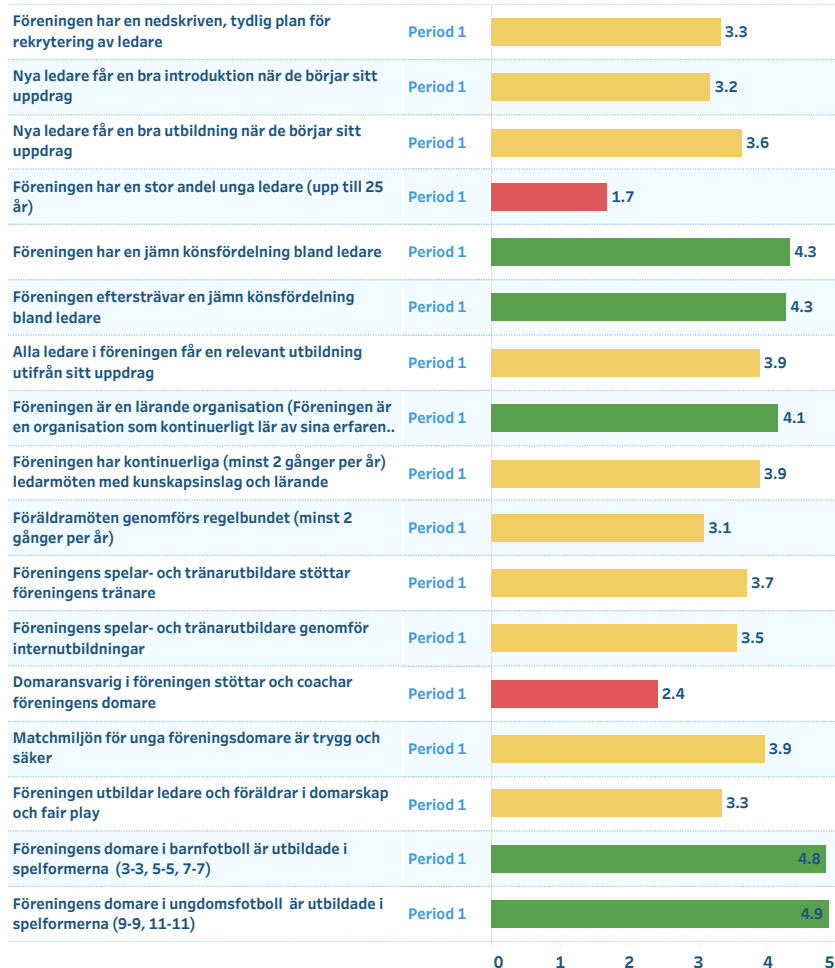 Föreningen har en nedskriven, tydlig plan för
rekrytering av ledare
Period 1
3.3
Nya ledare får en bra introduktion när de börjar sitt
uppdrag
Period 1
3.2
Nya ledare får en bra utbildning när de börjar sitt
uppdrag
Period 1
3.6
Föreningen har en stor andel unga ledare (upp till 25
år)
Period 1
1.7
Föreningen har en jämn könsfördelning bland ledare
Period 1
4.3
Föreningen eftersträvar en jämn könsfördelning
bland ledare
Period 1
4.3
Alla ledare i föreningen får en relevant utbildning
utifrån sitt uppdrag
Period 1
3.9
Föreningen är en lärande organisation (Föreningen är
en organisation som kontinuerligt lär av sina erfaren..
Period 1
4.1
Föreningen har kontinuerliga (minst 2 gånger per år)
ledarmöten med kunskapsinslag och lärande
Period 1
3.9
Föräldramöten genomförs regelbundet (minst 2
gånger per år)
Period 1
3.1
Föreningens spelar- och tränarutbildare stöttar
föreningens tränare
Period 1
3.7
Föreningens spelar- och tränarutbildare genomför
internutbildningar
Period 1
3.5
Domaransvarig i föreningen stöttar och coachar
föreningens domare
Period 1
2.4
Matchmiljön för unga föreningsdomare är trygg och
säker
Period 1
3.9
Föreningen utbildar ledare och föräldrar i domarskap
och fair play
Period 1
3.3
Föreningens domare i barnfotboll är utbildade i
spelformerna (3-3, 5-5, 7-7)
Period 1
4.8
Föreningens domare i ungdomsfotboll är utbildade i
spelformerna (9-9, 11-11)
Period 1
4.9
0 1 2 3 4 5